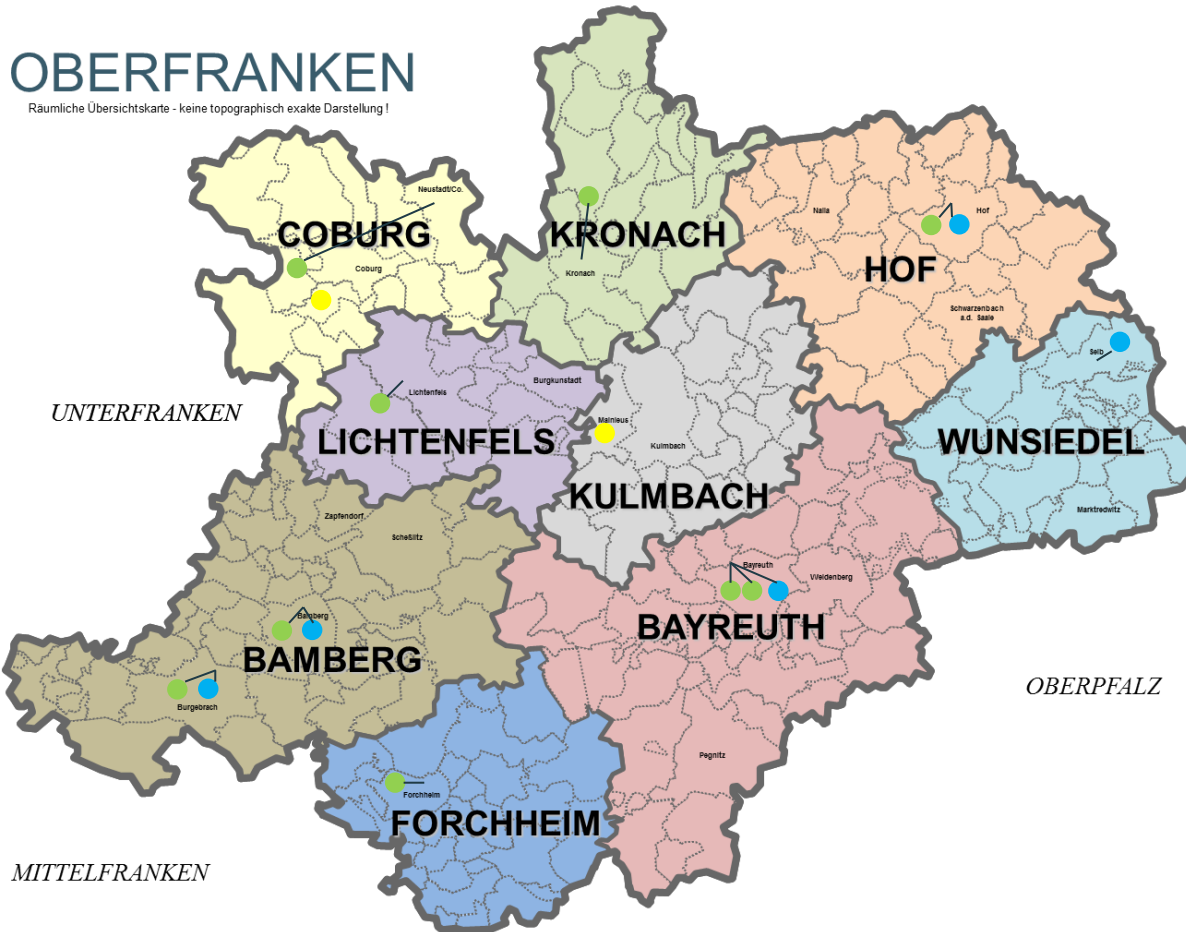 OBERFRANKEN
Räumliche Übersichtskarte - keine topographisch exakte Darstellung !
Neustadt/Co.
COBURG
Coburg
KRONACH
Kronach
Naila
Hof
HOF
Schwarzenbach
a.d. Saale
Selb
UNTERFRANKEN
Lichtenfels
Burgkunstadt
LICHTENFELS
Mainleus
Kulmbach
KULMBACH
WUNSIEDEL
Marktredwitz
Zapfendorf
Scheßlitz
Bayreuth
Weidenberg
BAYREUTH
Bamberg
BAMBERG
Burgebrach
OBERPFALZ
Pegnitz
Forchheim
FORCHHEIM
MITTELFRANKEN